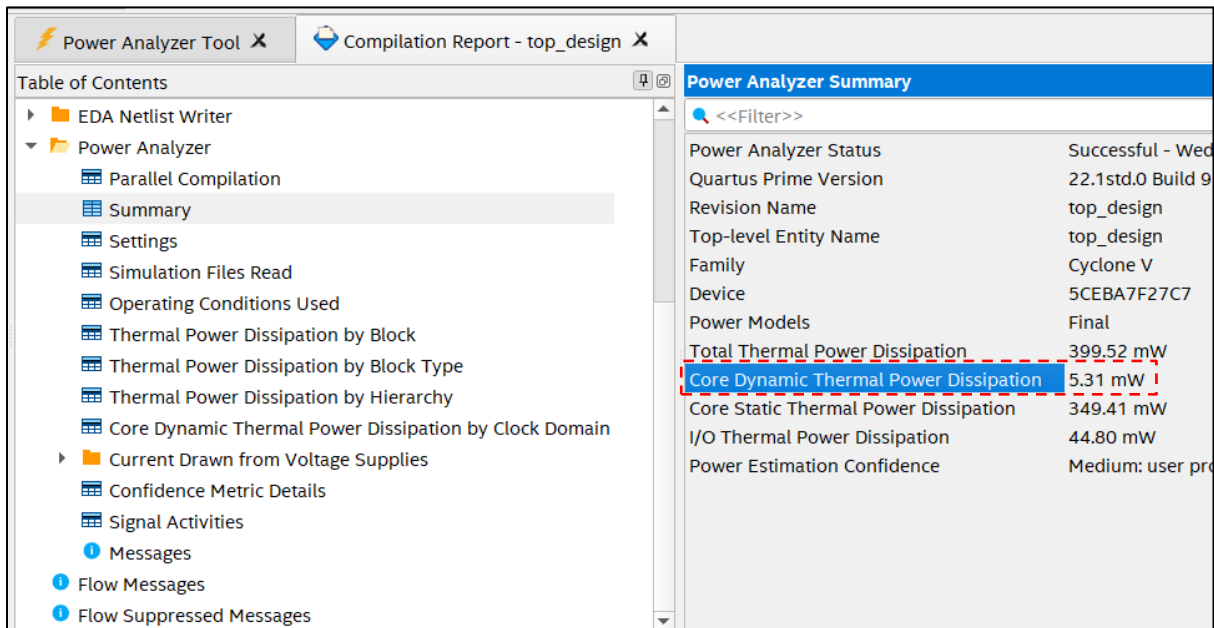 Power Analyzer Tool
Compilation Report - top_design
Table of Contents
EDA Netlist Writer
Power Analyzer
Parallel Compilation
Summary
Settings
Simulation Files Read
Operating Conditions Used
Thermal Power Dissipation by Block
Thermal Power Dissipation by Block Type
Thermal Power Dissipation by Hierarchy
Core Dynamic Thermal Power Dissipation by Clock Domain
Current Drawn from Voltage Supplies
Confidence Metric Details
Signal Activities
Messages
Flow Messages
Flow Suppressed Messages
Power Analyzer Summary
<<Filter>>
Power Analyzer Status Successful - Wed
Quartus Prime Version 22.1std.0 Build 9
Revision Name top_design
Top-level Entity Name top_design
Family Cyclone V
Device 5CEBA7F27C7
Power Models Final
Total Thermal Power Dissipation 399.52 mW
Core Dynamic Thermal Power Dissipation 5.31 mW
Core Static Thermal Power Dissipation 349.41 mW
I/O Thermal Power Dissipation 44.80 mW
Power Estimation Confidence Medium: user pro